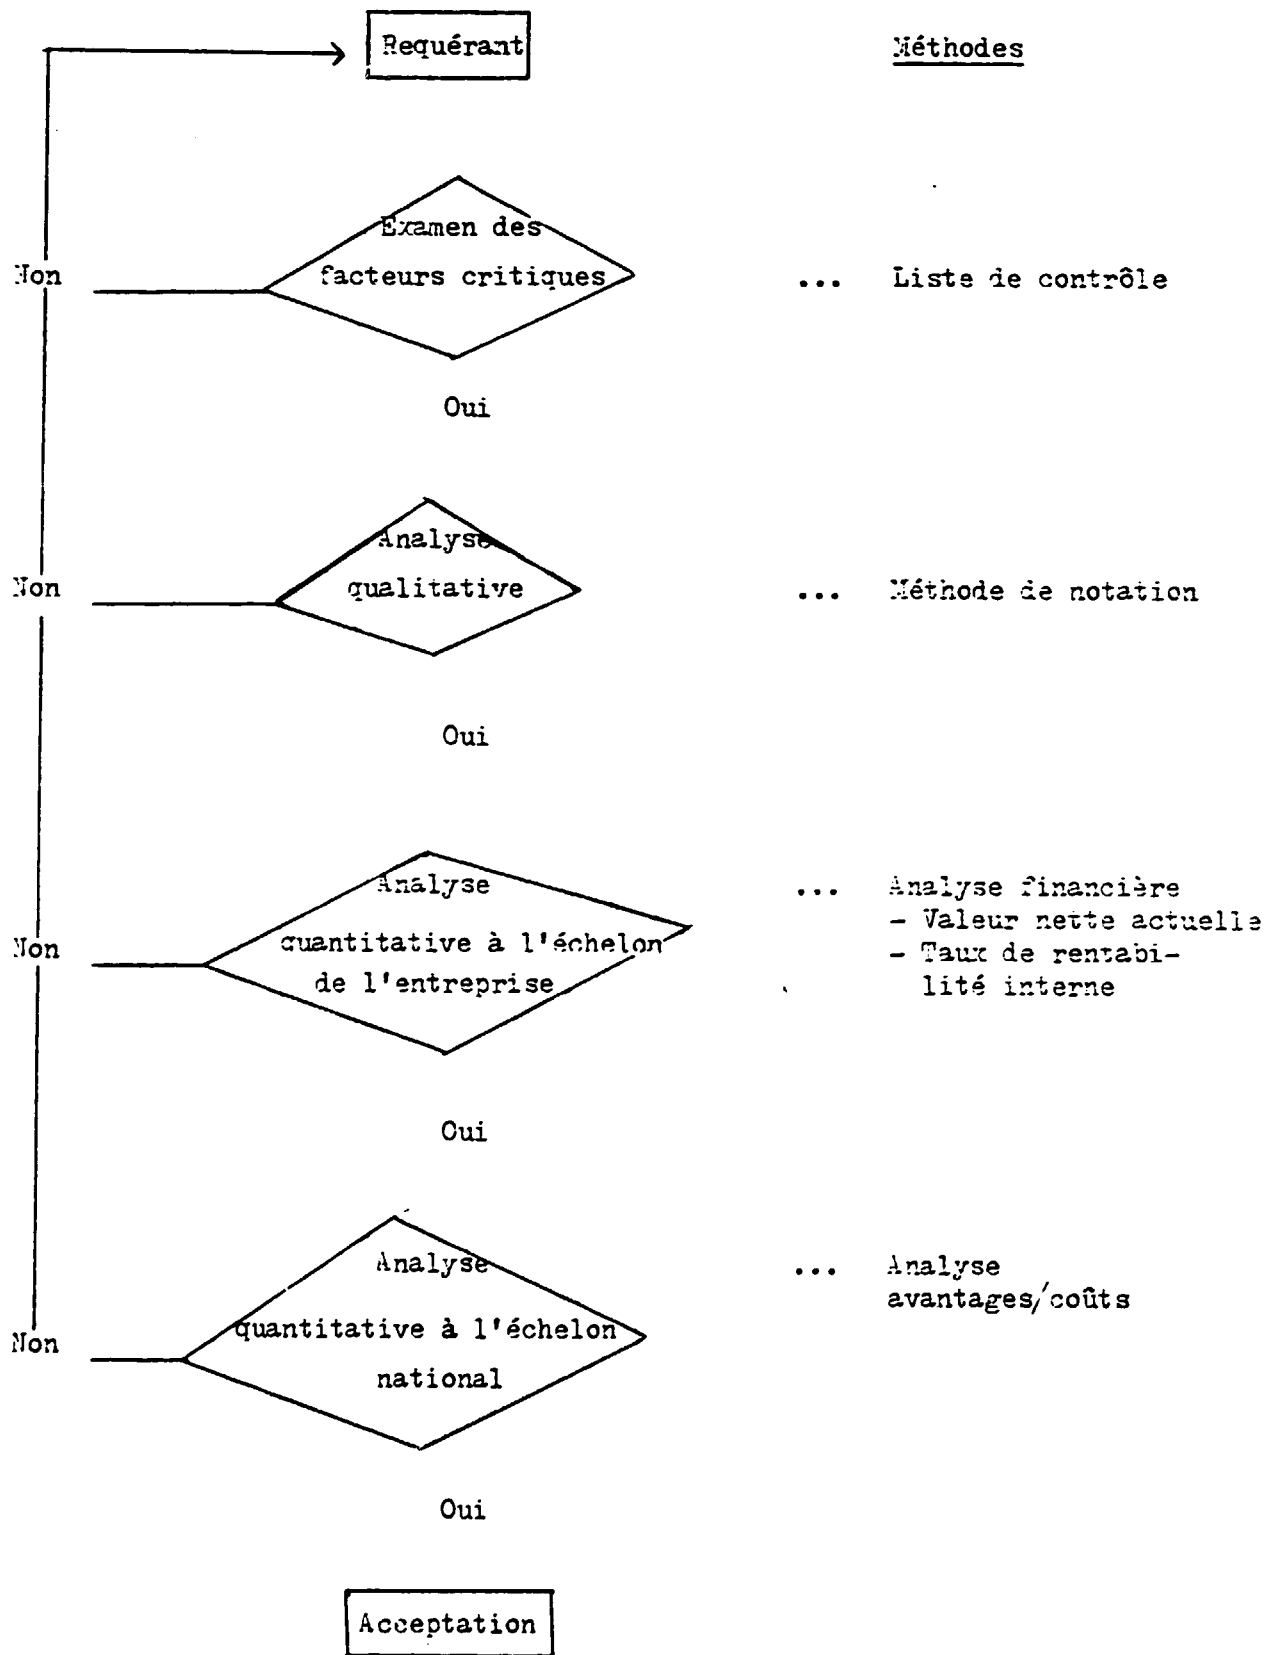 Requérant
Méthodes
Examen des
facteurs critiques
Non
... Liste de contrôle
Oui
Analyse
qualitative
Non
... Méthode de notation
Oui
Analyse
quantitative à l'échelon
de l'entreprise
Non
... Analyse financière
- Valeur nette actuelle
- Taux de rentabi-
lité interne
Oui
Analyse
quantitative à l'échelon
national
Non
... Analyse
avantages/coûts
Oui
Acceptation